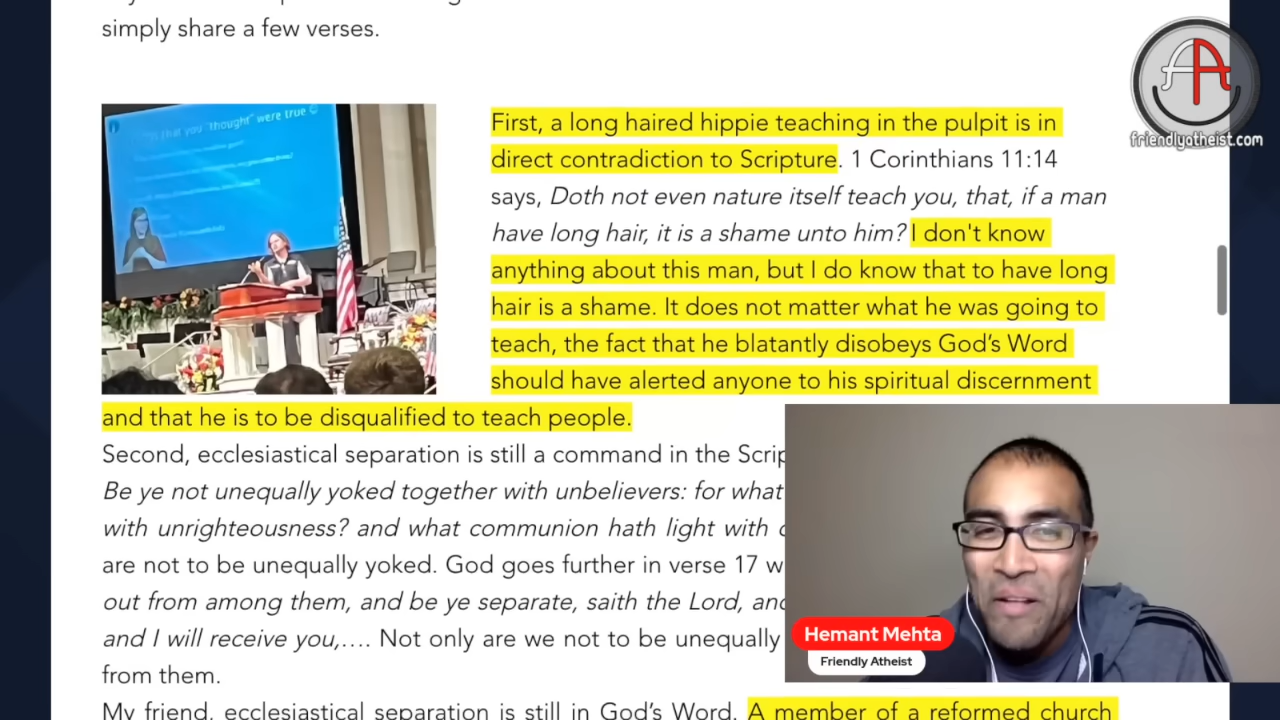 simply share a few verses.
friendlyatheist.com
"thought" were true
First, a long haired hippie teaching in the pulpit is in
direct contradiction to Scripture. 1 Corinthians 11:14
says, Doth not even nature itself teach you, that, if a man
have long hair, it is a shame unto him? I don't know
anything about this man, but I do know that to have long
hair is a shame. It does not matter what he was going to
teach, the fact that he blatantly disobeys God's Word
should have alerted anyone to his spiritual discernment
and that he is to be disqualified to teach people.
Second, ecclesiastical separation is still a command in the
Be ye not unequally yoked together with unbelievers: for what
with unrighteousness? and what communion hath light with
are not to be unequally yoked. God goes further in verse 17
out from among them, and be ye separate, saith the Lord,
and I will receive you,…. Not only are we not to be unequally
from them.
My friend, ecclesiastical separation is still in God's Word. A member of a reformed church
Hemant Mehta
Friendly Atheist